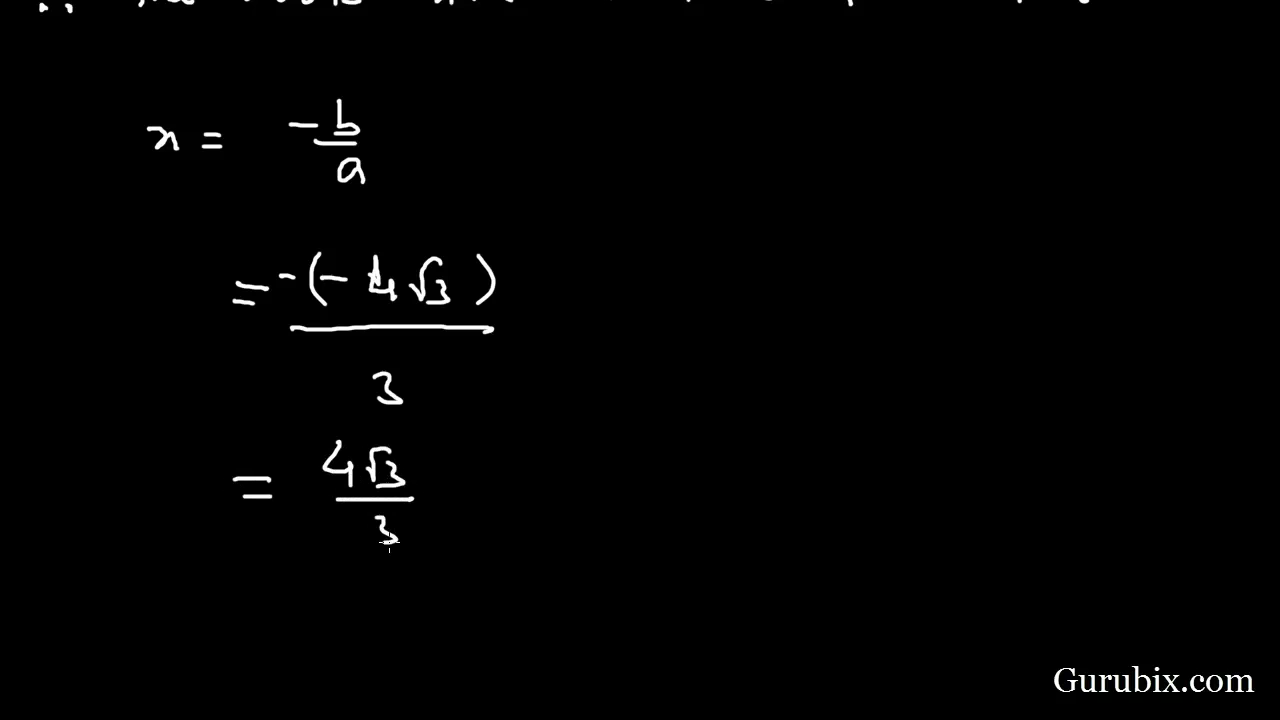 x = -b/a
= -(-4√3)/3
= 4√3/3
Gurubix.com